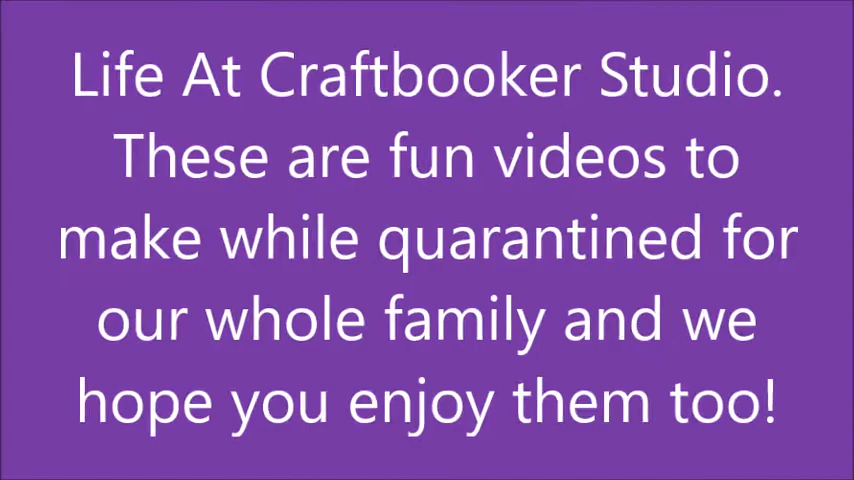 Life At Craftbooker Studio.
These are fun videos to
make while quarantined for
our whole family and we
hope you enjoy them too!